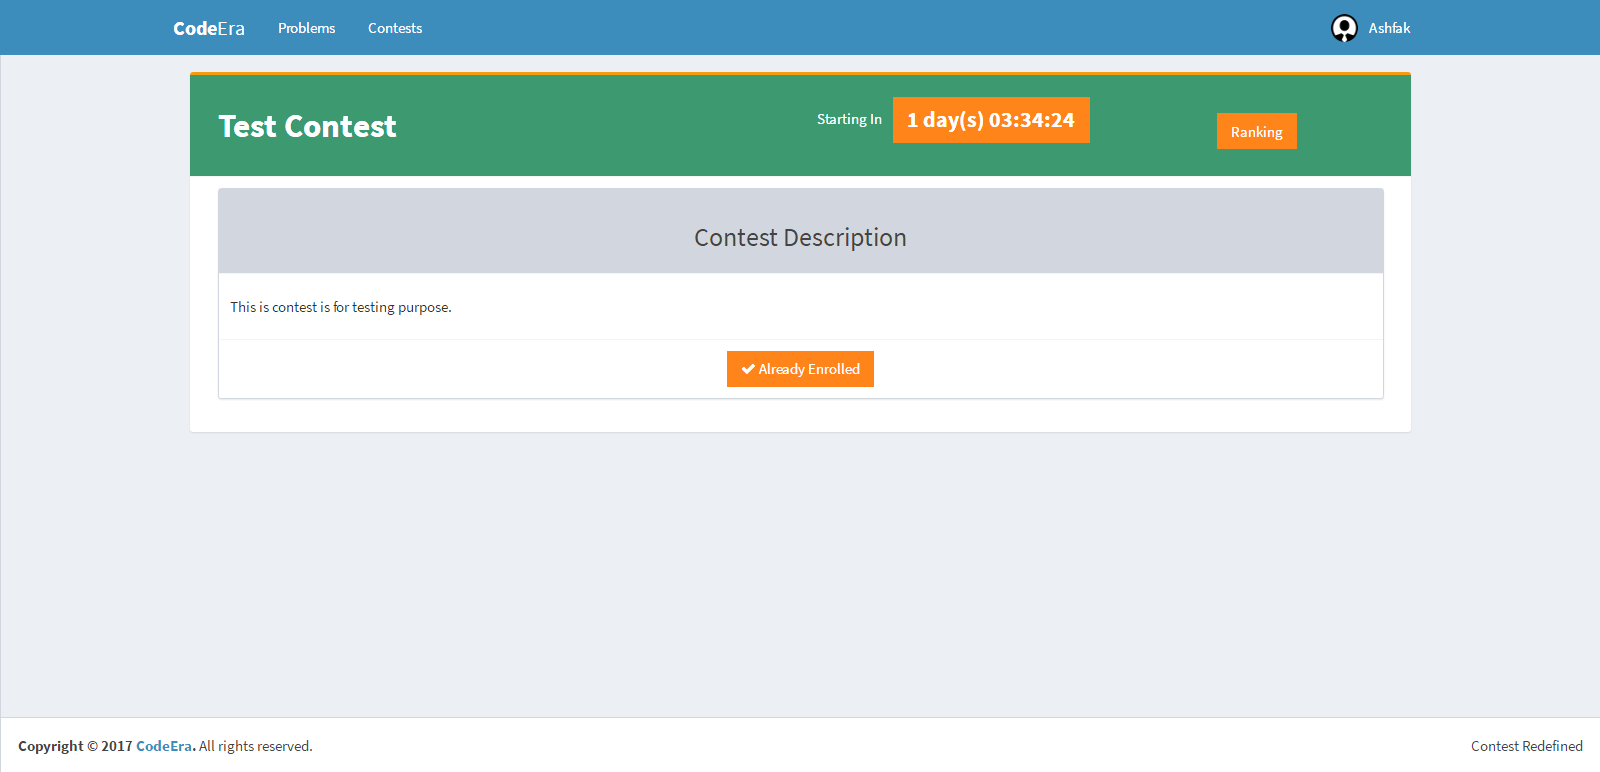 CodeEra Problems Contests Ashfak
Test Contest Starting In 1 day(s) 03:34:24 Ranking
Contest Description
This is contest is for testing purpose.
Already Enrolled
Copyright © 2017 CodeEra. All rights reserved. Contest Redefined